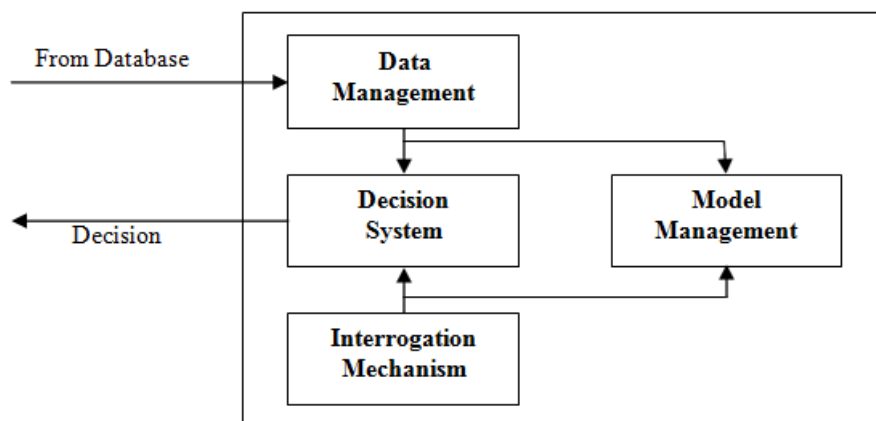 From Database
Data
Management
Decision
System
Model
Management
Decision
Interrogation
Mechanism